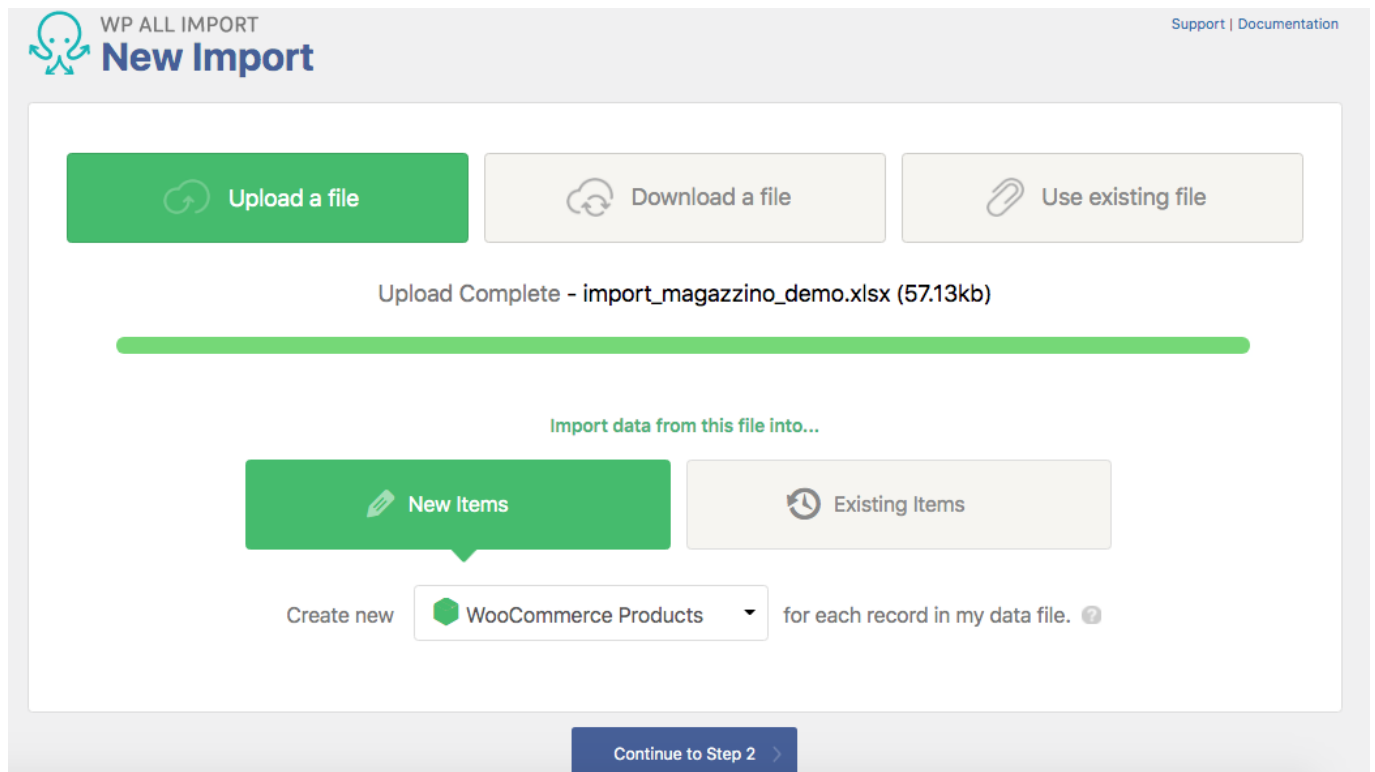 WP ALL IMPORT
New Import
Support | Documentation
Upload a file
Download a file
Use existing file
Upload Complete - import_magazzino_demo.xlsx (57.13kb)
Import data from this file into...
New Items
Existing Items
Create new WooCommerce Products for each record in my data file. ?
Continue to Step 2